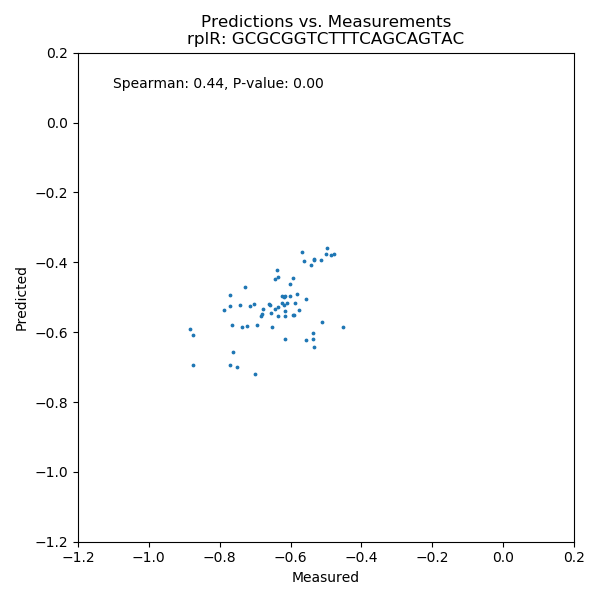 Predictions vs. Measurements
rplR: GCGCGGTCTTTCAGCAGTAC
Spearman: 0.44, P-value: 0.00
0.2
0.0
−0.2
−0.4
−0.6
−0.8
−1.0
−1.2
Predicted
−1.2 −1.0 −0.8 −0.6 −0.4 −0.2 0.0 0.2
Measured